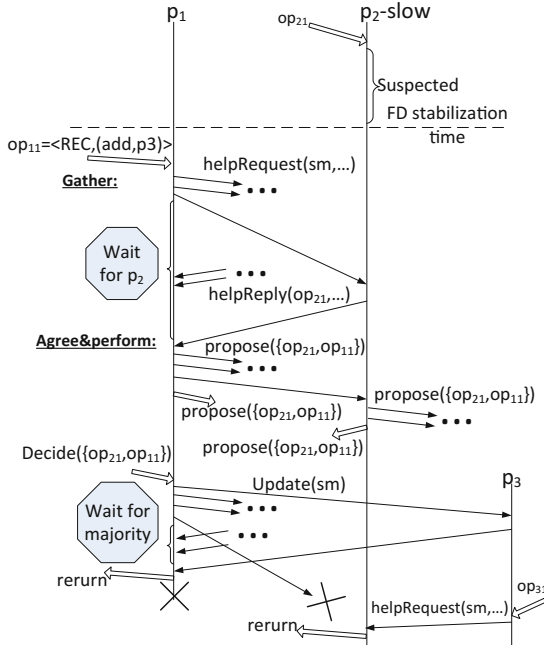 p1
p2-slow
op21
Suspected
FD stabilization
time
op11=<REC,(add,p3)>
helpRequest(sm,...)
Gather:
Wait
for p2
helpReply(op21,...)
Agree&perform:
propose({op21,op11})
propose({op21,op11})
propose({op21,op11})
propose({op21,op11})
Decide({op21,op11})
Update(sm)
p3
Wait for
majority
rerurn
op31
helpRequest(sm,...)
rerurn